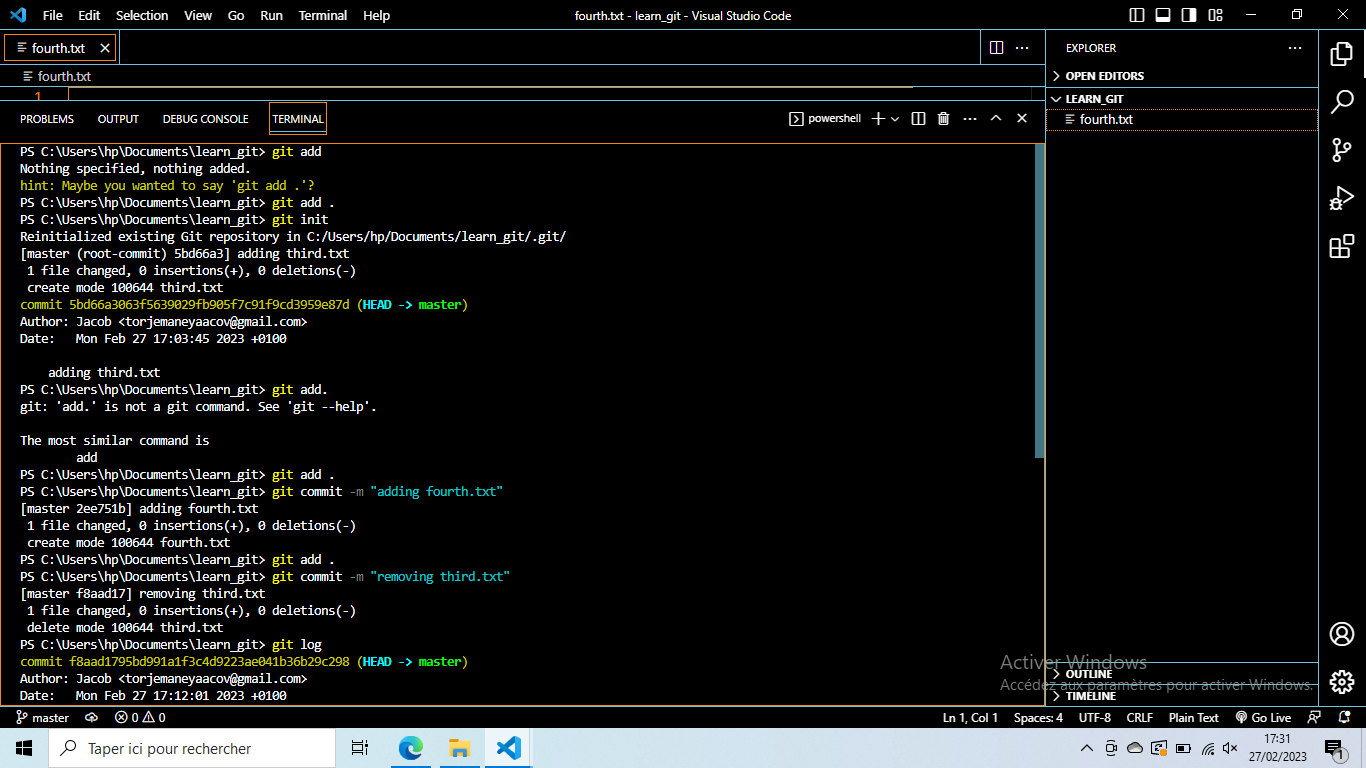 File Edit Selection View Go Run Terminal Help
fourth.txt - learn_git - Visual Studio Code
fourth.txt
fourth.txt
1
PROBLEMS OUTPUT DEBUG CONSOLE TERMINAL
powershell
PS C:\Users\hp\Documents\learn_git> git add
Nothing specified, nothing added.
hint: Maybe you wanted to say 'git add .'?
PS C:\Users\hp\Documents\learn_git> git add .
PS C:\Users\hp\Documents\learn_git> git init
Reinitialized existing Git repository in C:/Users/hp/Documents/learn_git/.git/
[master (root-commit) 5bd66a3] adding third.txt
 1 file changed, 0 insertions(+), 0 deletions(-)
 create mode 100644 third.txt
commit 5bd66a3063f5639029fb905f7c91f9cd3959e87d (HEAD -> master)
Author: Jacob <torjemaneyaacov@gmail.com>
Date:   Mon Feb 27 17:03:45 2023 +0100
    adding third.txt
PS C:\Users\hp\Documents\learn_git> git add.
git: 'add.' is not a git command. See 'git --help'.
The most similar command is
        add
PS C:\Users\hp\Documents\learn_git> git add .
PS C:\Users\hp\Documents\learn_git> git commit -m "adding fourth.txt"
[master 2ee751b] adding fourth.txt
 1 file changed, 0 insertions(+), 0 deletions(-)
 create mode 100644 fourth.txt
PS C:\Users\hp\Documents\learn_git> git add .
PS C:\Users\hp\Documents\learn_git> git commit -m "removing third.txt"
[master f8aad17] removing third.txt
 1 file changed, 0 insertions(+), 0 deletions(-)
 delete mode 100644 third.txt
PS C:\Users\hp\Documents\learn_git> git log
commit f8aad1795bd991a1f3c4d9223ae041b36b29c298 (HEAD -> master)
Author: Jacob <torjemaneyaacov@gmail.com>
Date:   Mon Feb 27 17:12:01 2023 +0100
EXPLORER
OPEN EDITORS
LEARN_GIT
fourth.txt
Activer Windows
OUTLINE
Accédez aux paramètres pour activer Windows.
TIMELINE
master 0 0 Ln 1, Col 1 Spaces: 4 UTF-8 CRLF Plain Text Go Live
Taper ici pour rechercher
17:31
27/02/2023
1